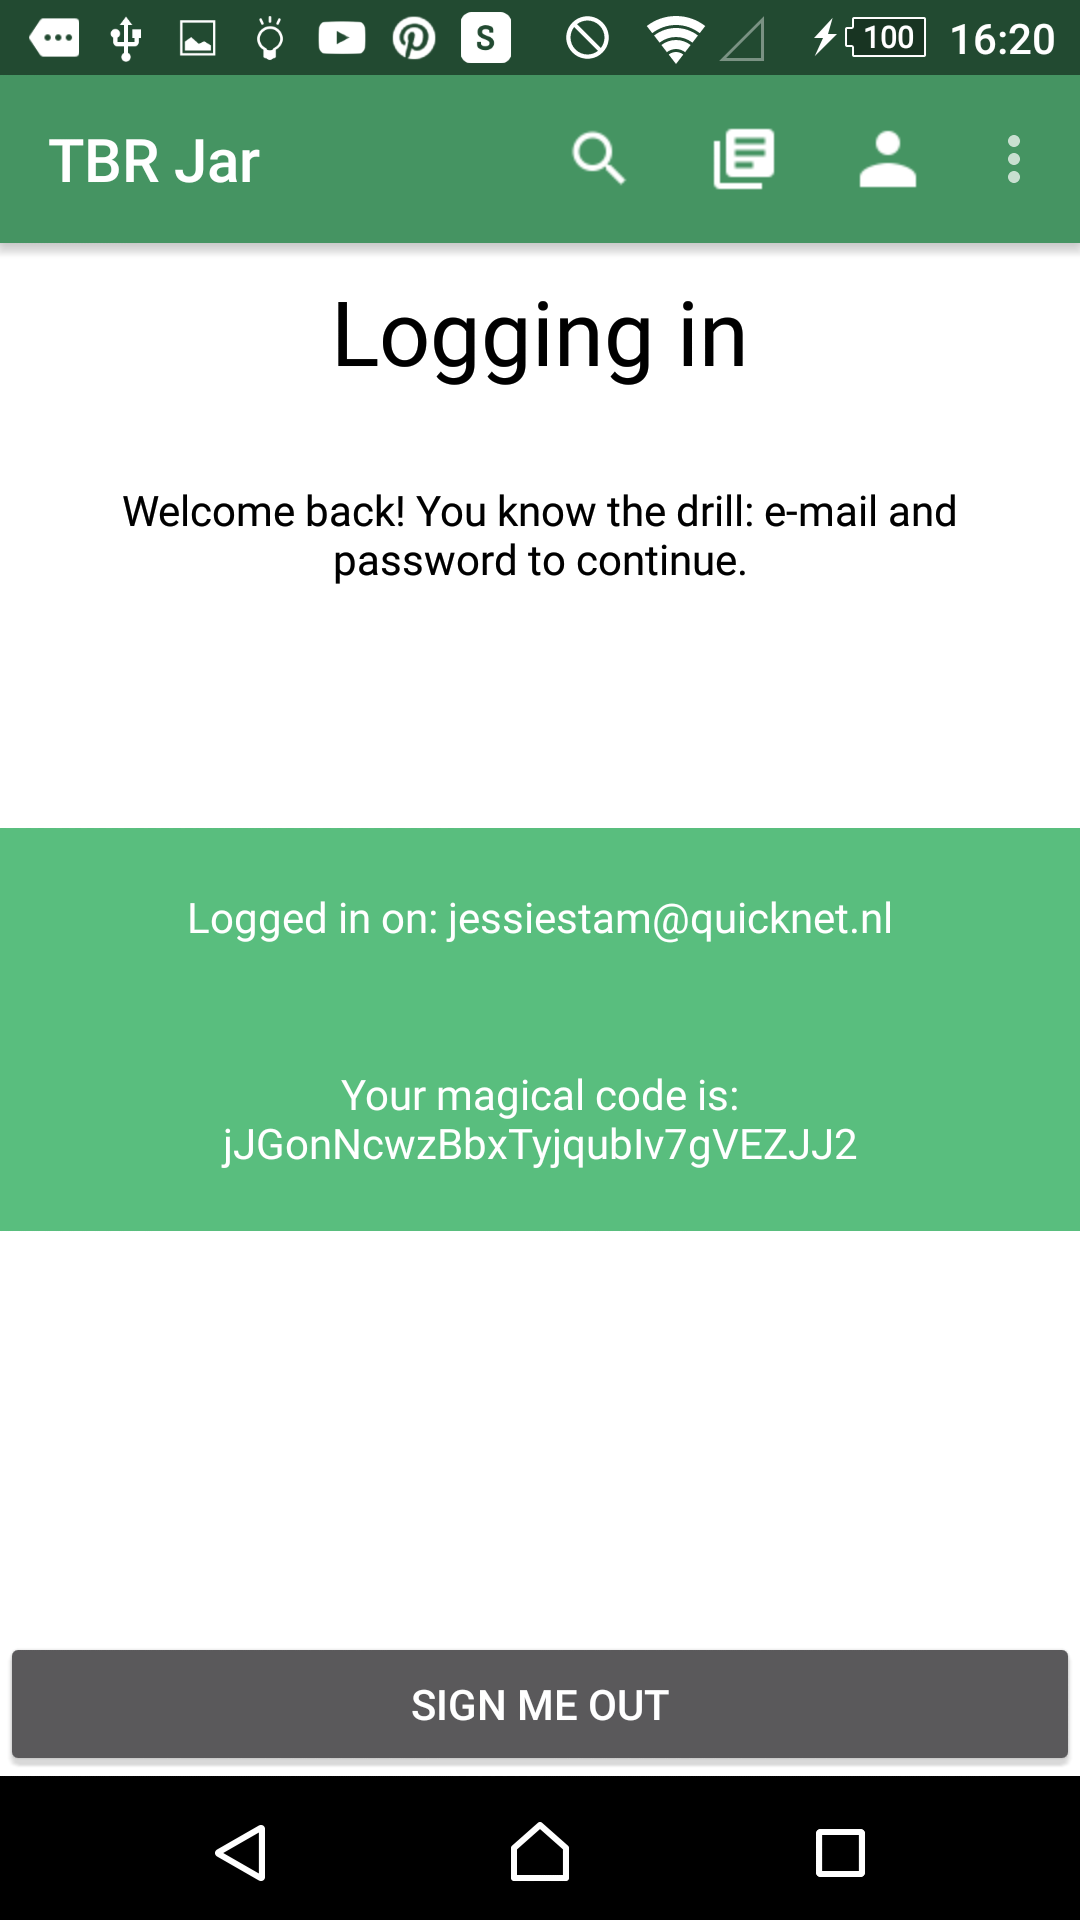 S 100 16:20
TBR Jar
Logging in
Welcome back! You know the drill: e-mail and
password to continue.
Logged in on: jessiestam@quicknet.nl
Your magical code is:
jJGonNcwzBbxTyjqubIv7gVEZJJ2
SIGN ME OUT